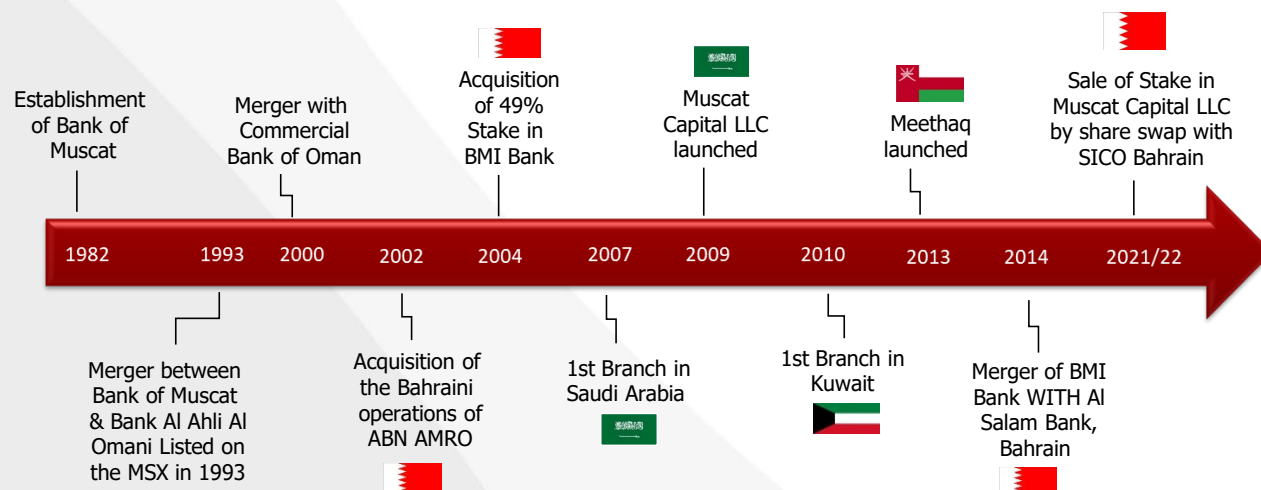 Establishment
of Bank of
Muscat
Merger with
Commercial
Bank of Oman
Acquisition
of 49%
Stake in
BMI Bank
Muscat
Capital LLC
launched
Meethaq
launched
Sale of Stake in
Muscat Capital LLC
by share swap with
SICO Bahrain
1982 1993 2000 2002 2004 2007 2009 2010 2013 2014 2021/22
Merger between
Bank of Muscat
& Bank Al Ahli Al
Omani Listed on
the MSX in 1993
Acquisition of
the Bahraini
operations of
ABN AMRO
1st Branch in
Saudi Arabia
1st Branch in
Kuwait
Merger of BMI
Bank WITH Al
Salam Bank,
Bahrain